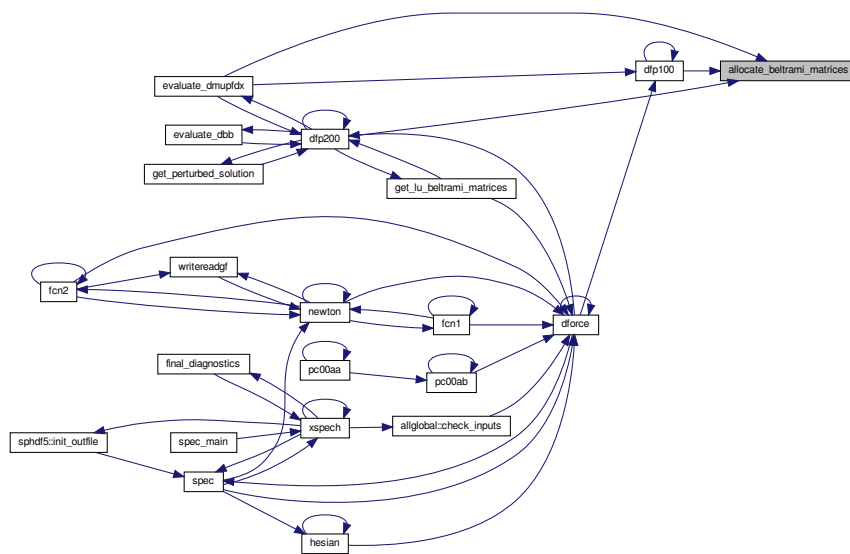 dfp100
allocate_beltrami_matrices
evaluate_dmupfdx
evaluate_dbb
dfp200
get_perturbed_solution
get_lu_beltrami_matrices
writereadgf
fcn2
newton
fcn1
dforce
final_diagnostics
pc00aa
pc00ab
allglobal::check_inputs
xspech
sphdf5::init_outfile
spec_main
spec
hesian